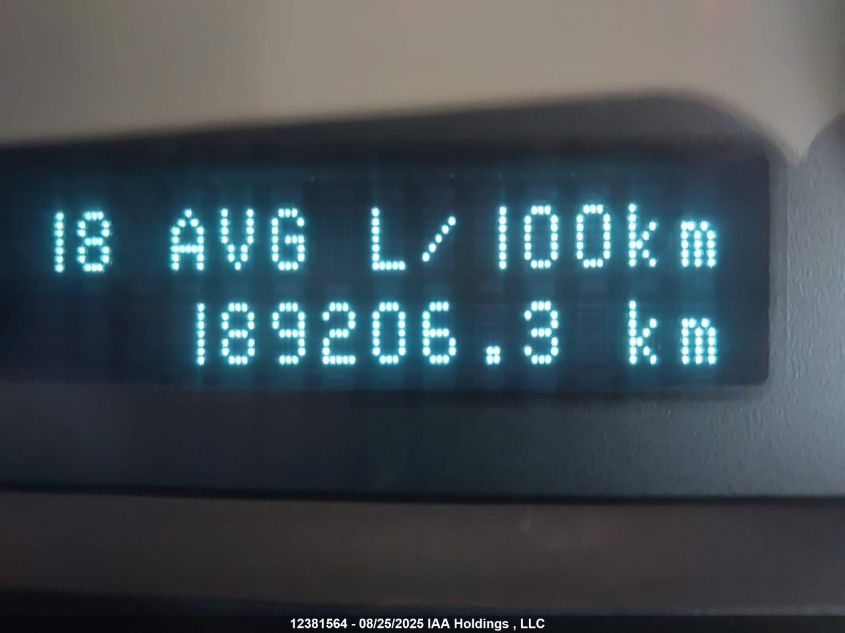 18 AVG L/100km
189206.3 km
12381564 - 08/25/2025 IAA Holdings , LLC